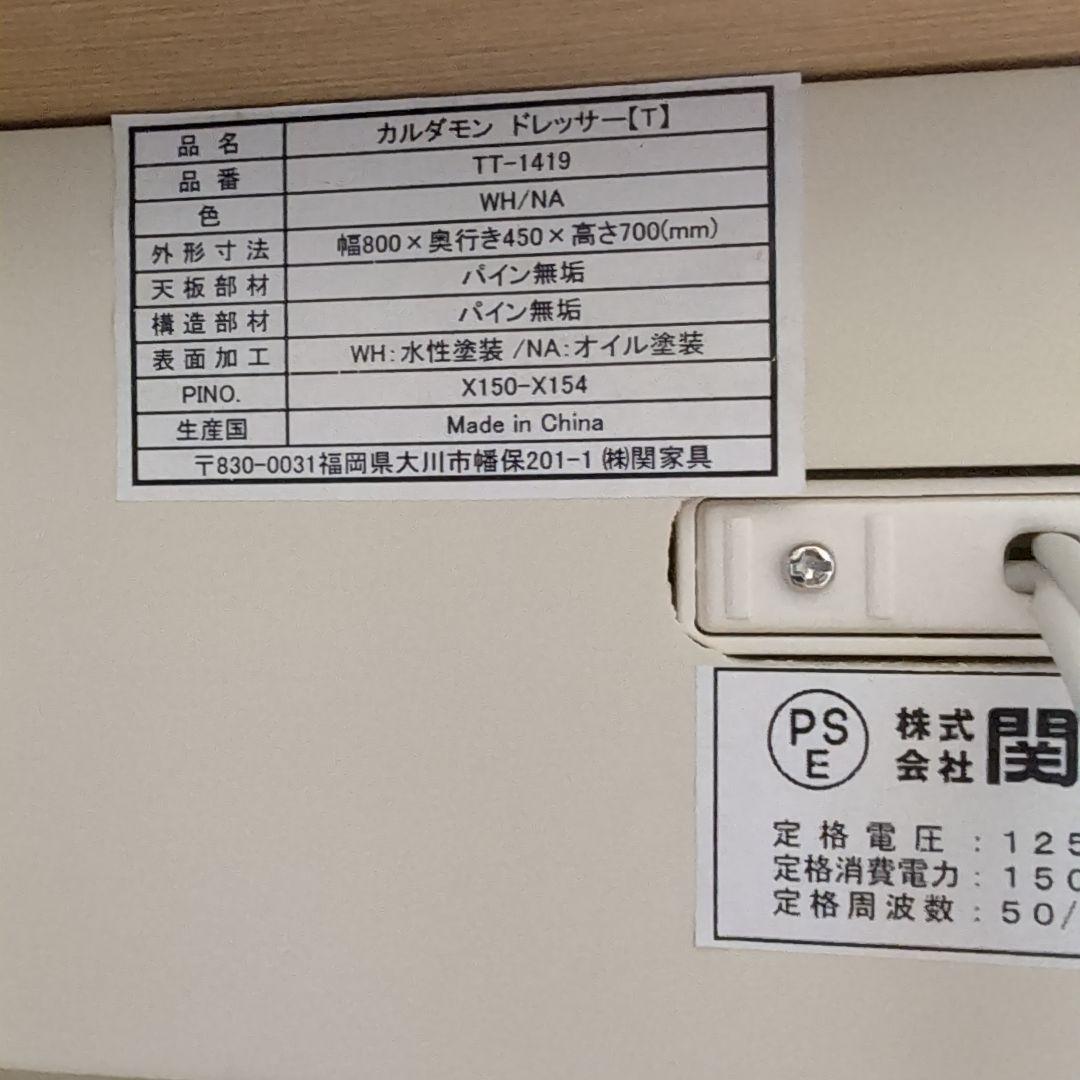 品名 カルダモン ドレッサー【T】
品番 TT-1419
色 WH/NA
外形寸法 幅800×奥行き450×高さ700(mm)
天板部材 パイン無垢
構造部材 パイン無垢
表面加工 WH:水性塗装 /NA:オイル塗装
PINO. X150-X154
生産国 Made in China
〒830-0031福岡県大川市幡保201-1 ㈱関家具
PSE 株式会社 関
定格電圧:125
定格消費電力:150
定格周波数:50/